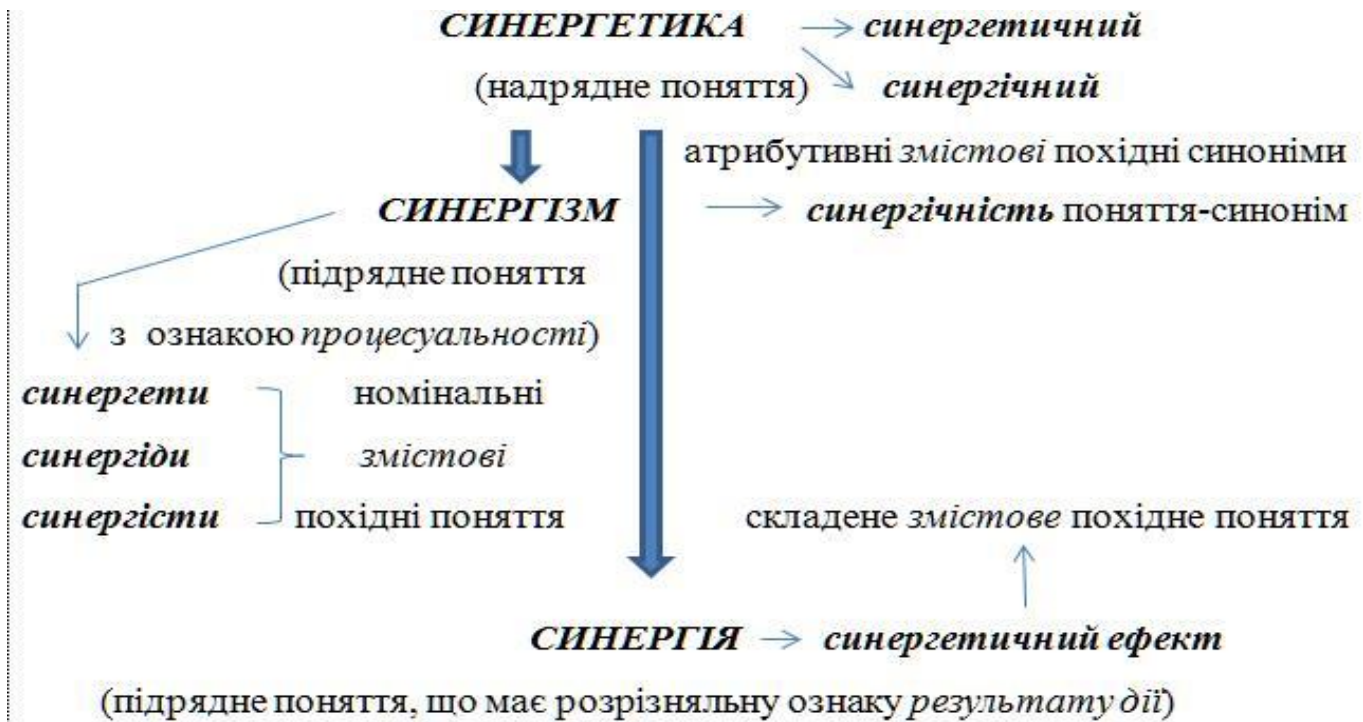 СИНЕРГЕТИКА синергетичний
(надрядне поняття) синергічний
атрибутивні змістові похідні синоніми
СИНЕРГІЗМ синергічність поняття-синонім
(підрядне поняття
з ознакою процесуальності)
синергети номінальні
синергіди змістові
синергісти похідні поняття складене змістове похідне поняття
СИНЕРГІЯ синергетичний ефект
(підрядне поняття, що має розрізняльну ознаку результату дії)